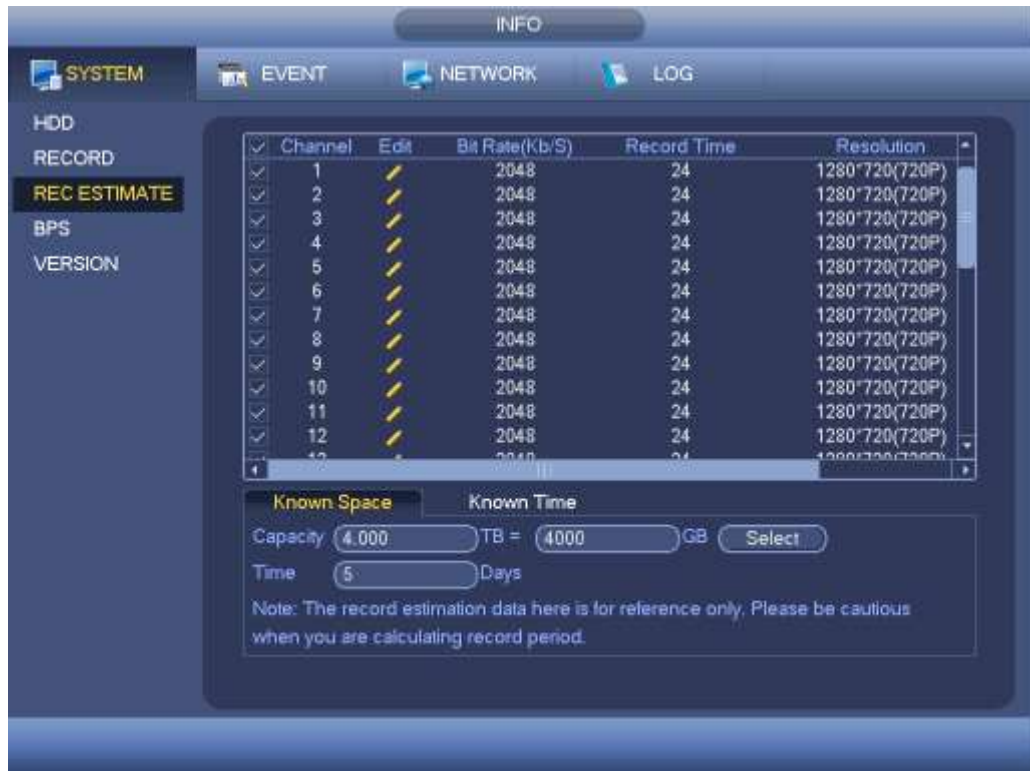 INFO
SYSTEM EVENT NETWORK LOG
HDD
RECORD
REC ESTIMATE
BPS
VERSION
Channel Edit Bit Rate(Kb/S) Record Time Resolution
1 2048 24 1280*720(720P)
2 2048 24 1280*720(720P)
3 2048 24 1280*720(720P)
4 2048 24 1280*720(720P)
5 2048 24 1280*720(720P)
6 2048 24 1280*720(720P)
7 2048 24 1280*720(720P)
8 2048 24 1280*720(720P)
9 2048 24 1280*720(720P)
10 2048 24 1280*720(720P)
11 2048 24 1280*720(720P)
12 2048 24 1280*720(720P)
Known Space Known Time
Capacity 4.000 TB = 4000 GB Select
Time 5 Days
Note: The record estimation data here is for reference only. Please be cautious
when you are calculating record period.